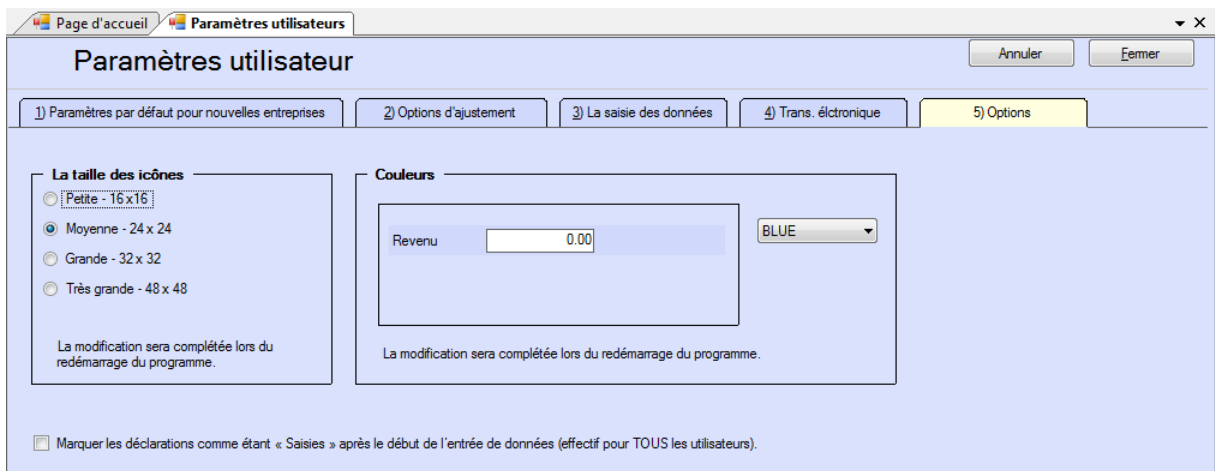 Page d'accueil Paramètres utilisateurs
Paramètres utilisateur
Annuler Fermer
1) Paramètres par défaut pour nouvelles entreprises 2) Options d'ajustement 3) La saisie des données 4) Trans. élctronique 5) Options
La taille des icônes
Petite - 16 x16
Moyenne - 24 x 24
Grande - 32 x 32
Très grande - 48 x 48
La modification sera complétée lors du
redémarrage du programme.
Couleurs
Revenu 0.00
BLUE
La modification sera complétée lors du redémarrage du programme.
Marquer les déclarations comme étant « Saisies » après le début de l'entrée de données (effectif pour TOUS les utilisateurs).